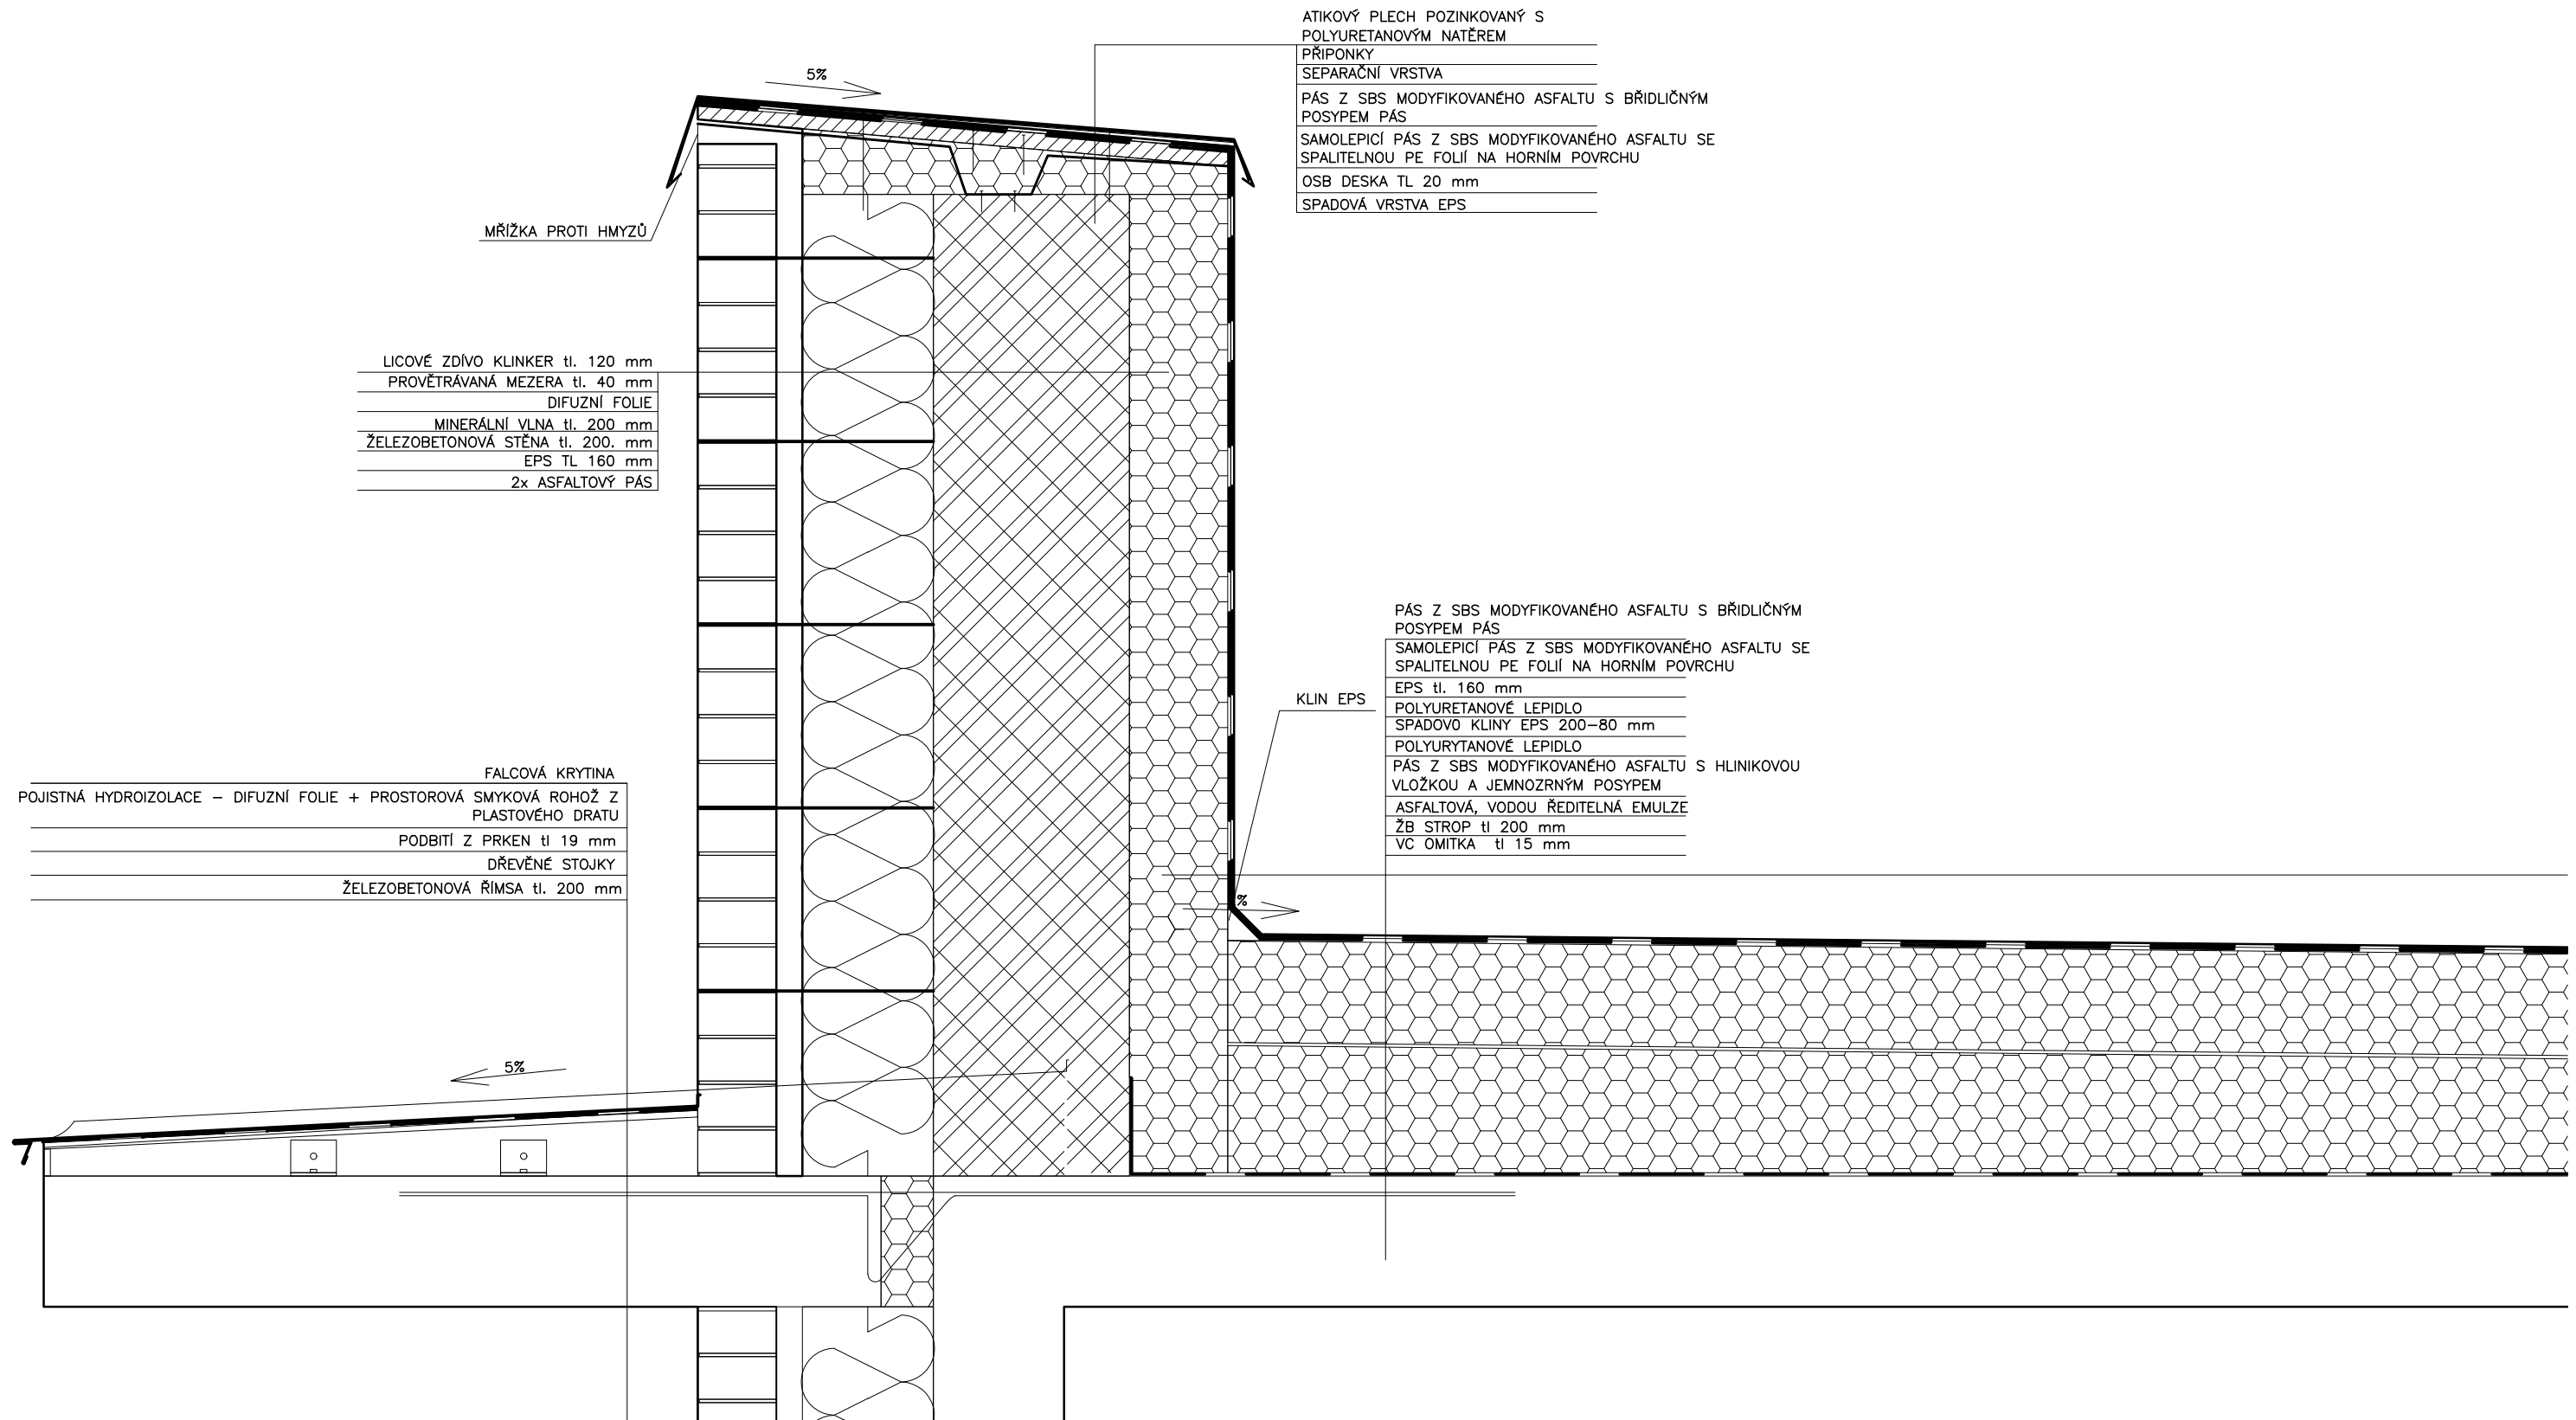 ATIKOVÝ PLECH POZINKOVANÝ S
POLYURETANOVÝM NATĚREM
PŘIPONKY
SEPARAČNÍ VRSTVA
PÁS Z SBS MODYFIKOVANÉHO ASFALTU S BŘIDLIČNÝM
POSYPEM PÁS
SAMOLEPICÍ PÁS Z SBS MODYFIKOVANÉHO ASFALTU SE
SPALITELNOU PE FOLIÍ NA HORNÍM POVRCHU
OSB DESKA TL 20 mm
SPADOVÁ VRSTVA EPS
5%
MŘÍŽKA PROTI HMYZŮ
LICOVÉ ZDÍVO KLINKER tl. 120 mm
PROVĚTRÁVANÁ MEZERA tl. 40 mm
DIFUZNÍ FOLIE
MINERÁLNÍ VLNA tl. 200 mm
ŽELEZOBETONOVÁ STĚNA tl. 200. mm
EPS TL 160 mm
2x ASFALTOVÝ PÁS
PÁS Z SBS MODYFIKOVANÉHO ASFALTU S BŘIDLIČNÝM
POSYPEM PÁS
SAMOLEPICÍ PÁS Z SBS MODYFIKOVANÉHO ASFALTU SE
SPALITELNOU PE FOLIÍ NA HORNÍM POVRCHU
EPS tl. 160 mm
POLYURETANOVÉ LEPIDLO
SPADOV0 KLINY EPS 200-80 mm
POLYURYTANOVÉ LEPIDLO
PÁS Z SBS MODYFIKOVANÉHO ASFALTU S HLINIKOVOU
VLOŽKOU A JEMNOZRNÝM POSYPEM
ASFALTOVÁ, VODOU ŘEDITELNÁ EMULZE
ŽB STROP tl 200 mm
VC OMITKA tl 15 mm
KLIN EPS
%
FALCOVÁ KRYTINA
POJISTNÁ HYDROIZOLACE – DIFUZNÍ FOLIE + PROSTOROVÁ SMYKOVÁ ROHOŽ Z
PLASTOVÉHO DRATU
PODBITÍ Z PRKEN tl 19 mm
DŘEVĚNÉ STOJKY
ŽELEZOBETONOVÁ ŘÍMSA tl. 200 mm
5%